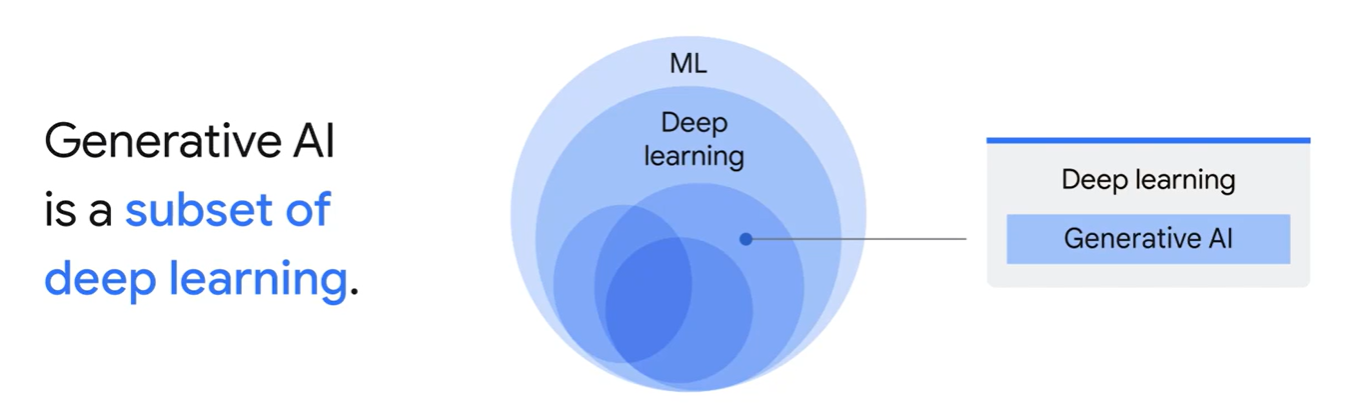 Generative AI
is a subset of
deep learning.
ML
Deep
learning
Deep learning
Generative AI